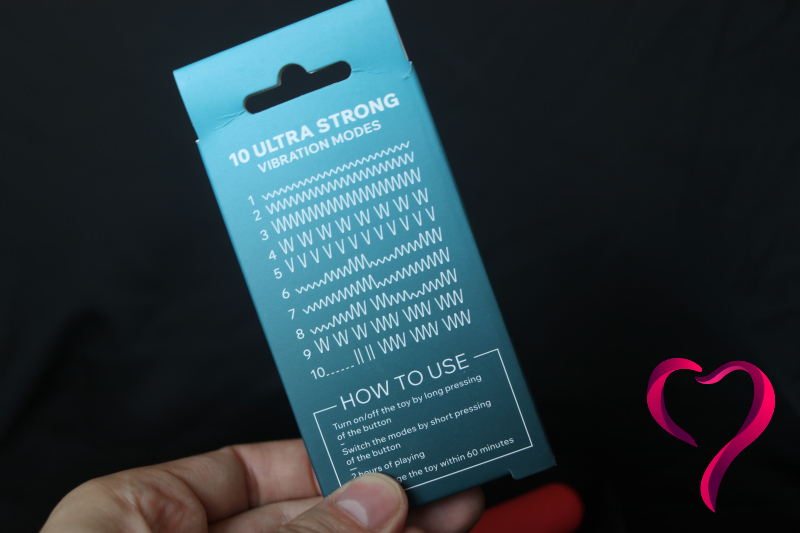 10 ULTRA STRONG
VIBRATION MODES
1
2
3
4
5
6
7
8
9
10
HOW TO USE
Turn on/off the toy by long pressing
of the button
Switch the modes by short pressing
of the button
2 hours of playing
the toy within 60 minutes